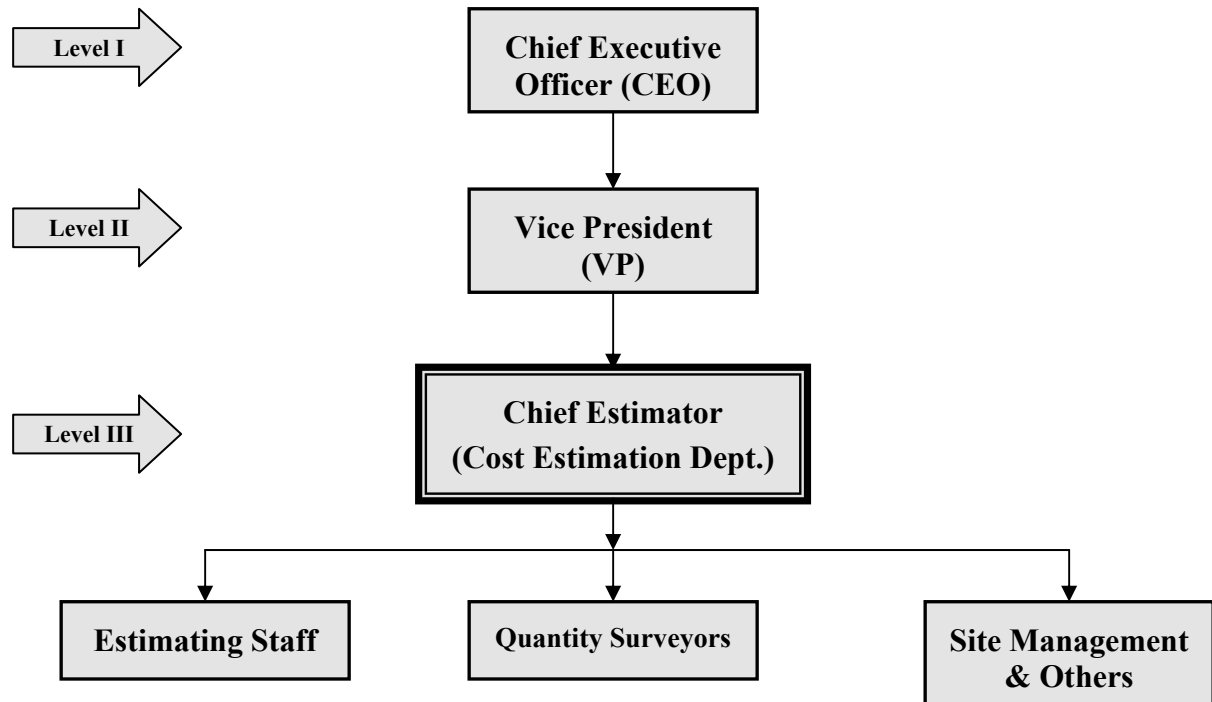 Level I
Chief Executive
Officer (CEO)
Level II
Vice President
(VP)
Level III
Chief Estimator
(Cost Estimation Dept.)
Estimating Staff
Quantity Surveyors
Site Management
& Others